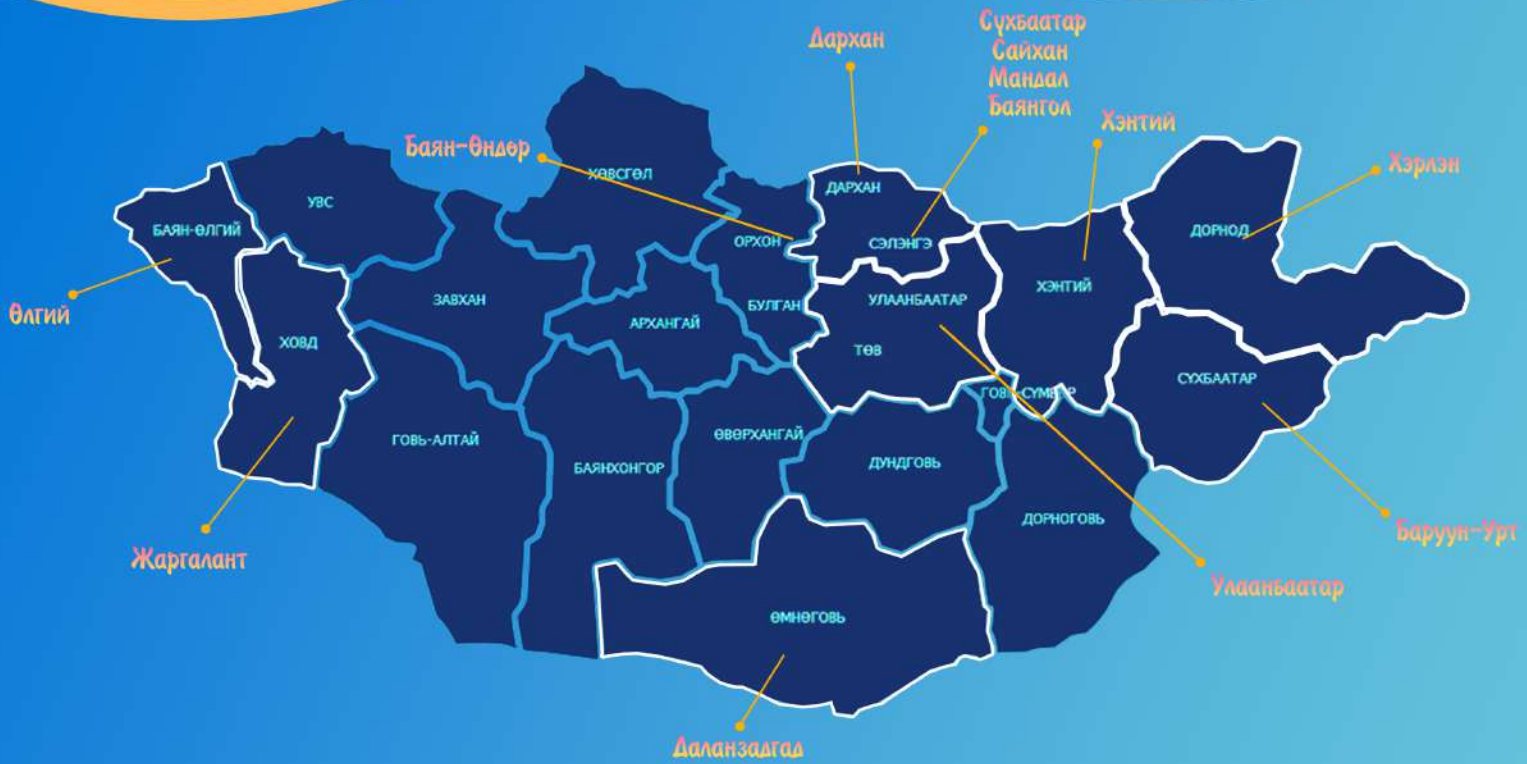 Дархан
Сүхбаатар
Сайхан
Мандал
Баянгол
Хэнтий
Хэрлэн
Баян-Өндөр
ХӨВСГӨЛ
УВС
ДАРХАН
БАЯН-ӨЛГИЙ
ОРХОН
СЭЛЭНГЭ
ДОРНОД
ХЭНТИЙ
ЗАВХАН
УЛААНБААТАР
БУЛГАН
Өлгий
АРХАНГАЙ
ХОВД
ТӨВ
СҮХБААТАР
ГОВЬ-СҮМБЭР
ӨВӨРХАНГАЙ
ГОВЬ-АЛТАЙ
БАЯНХОНГОР
ДУНДГОВЬ
ДОРНОГОВЬ
Баруун-Урт
Жаргалант
Улаанбаатар
ӨМНӨГОВЬ
Даланзадгад